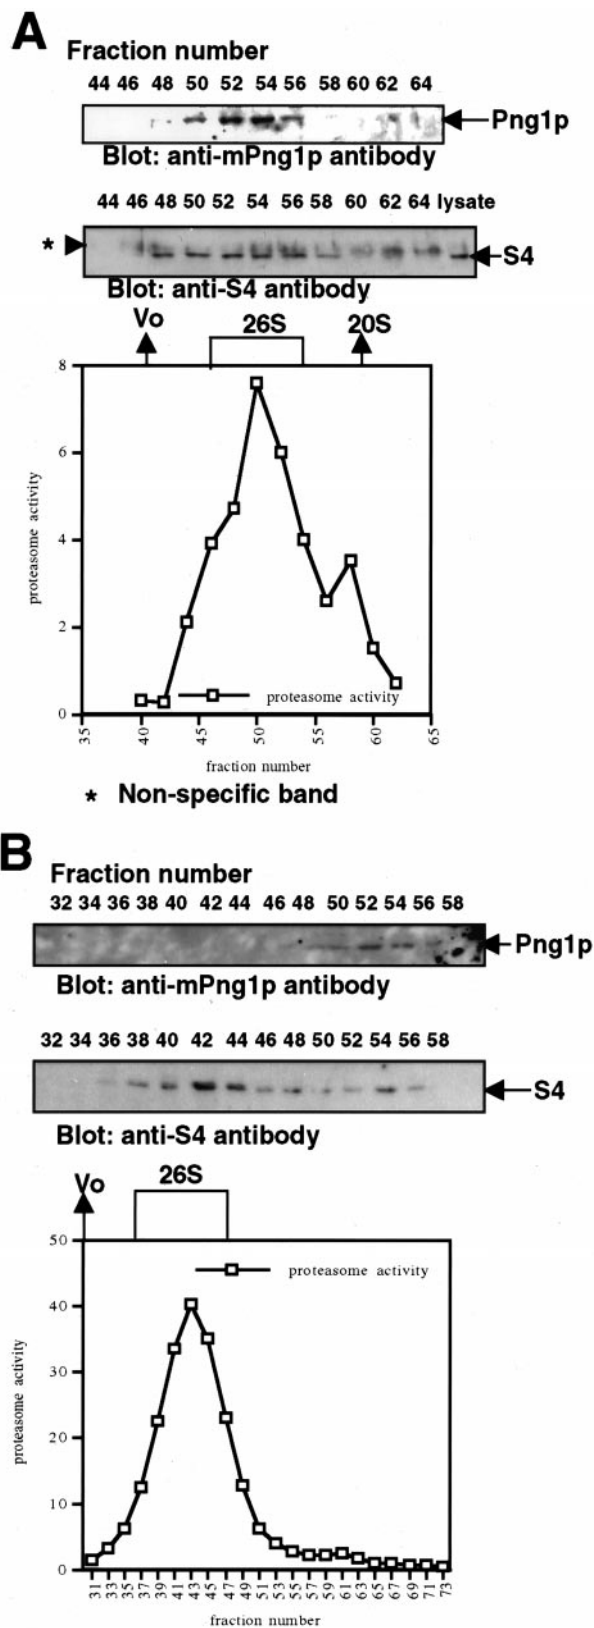 A
Fraction number
44 46 48 50 52 54 56 58 60 62 64
Png1p
Blot: anti-mPng1p antibody
44 46 48 50 52 54 56 58 60 62 64 lysate
*
S4
Blot: anti-S4 antibody
Vo 26S 20S
8
6
4
2
0
proteasome activity
proteasome activity
35 40 45 50 55 60 65
fraction number
* Non-specific band
B
Fraction number
32 34 36 38 40 42 44 46 48 50 52 54 56 58
Png1p
Blot: anti-mPng1p antibody
32 34 36 38 40 42 44 46 48 50 52 54 56 58
S4
Blot: anti-S4 antibody
Vo 26S
50
40
30
20
10
0
proteasome activity
proteasome activity
31 33 35 37 39 41 43 45 47 49 51 53 55 57 59 61 63 65 67 69 71 73
fraction number